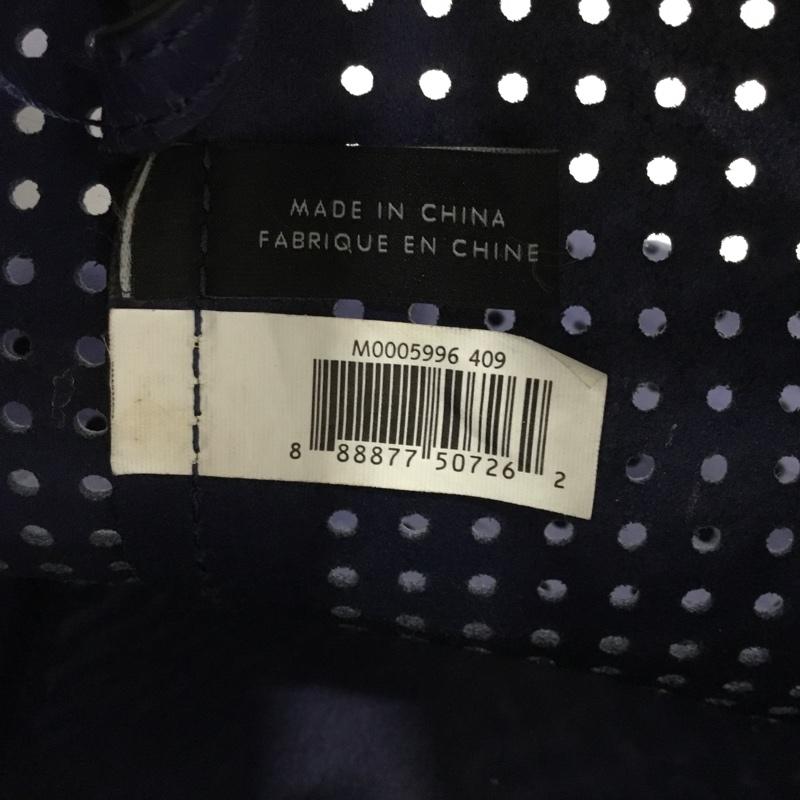 MADE IN CHINA
FABRIQUE EN CHINE
M0005996 409
8 88877 50726 2